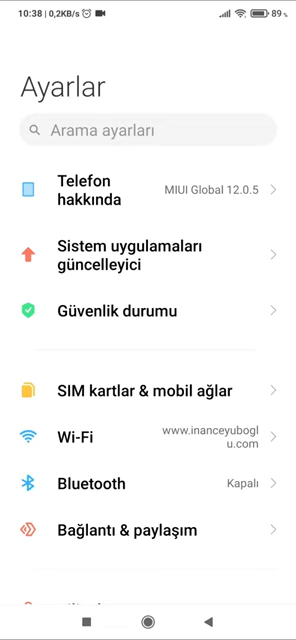 10:38 | 0,2KB/s 89%
Ayarlar
Arama ayarları
Telefon
hakkında
MIUI Global 12.0.5
Sistem uygulamaları
güncelleyici
Güvenlik durumu
SIM kartlar & mobil ağlar
Wi-Fi
www.inanceyubogl
u.com
Bluetooth
Kapalı
Bağlantı & paylaşım